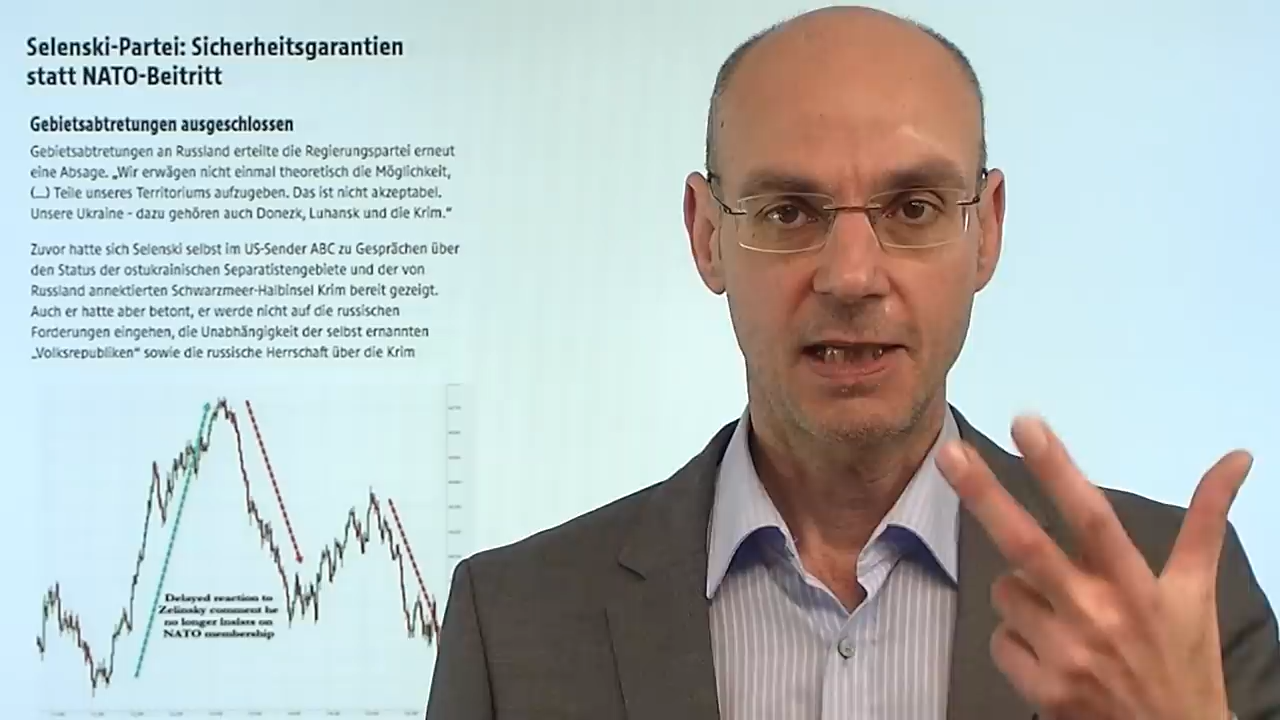 Selenski-Partei: Sicherheitsgarantien
statt NATO-Beitritt
Gebietsabtretungen ausgeschlossen
Gebietsabtretungen an Russland erteilte die Regierungspartei erneut
eine Absage. „Wir erwägen nicht einmal theoretisch die Möglichkeit,
(...) Teile unseres Territoriums aufzugeben. Das ist nicht akzeptabel.
Unsere Ukraine - dazu gehören auch Donezk, Luhansk und die Krim.“
Zuvor hatte sich Selenski selbst im US-Sender ABC zu Gesprächen über
den Status der ostukrainischen Separatistengebiete und der von
Russland annektierten Schwarzmeer-Halbinsel Krim bereit gezeigt.
Auch er hatte aber betont, er werde nicht auf die russischen
Forderungen eingehen, die Unabhängigkeit der selbst ernannten
„Volksrepubliken“ sowie die russische Herrschaft über die Krim
Delayed reaction to
Zelinsky comment he
no longer insists on
NATO membership